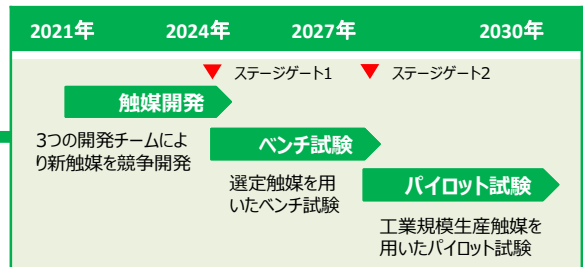 2021年 2024年 2027年 2030年
ステージゲート1 ステージゲート2
触媒開発
3つの開発チームによ
り新触媒を競争開発
ベンチ試験
選定触媒を用
いたベンチ試験
パイロット試験
工業規模生産触媒を
用いたパイロット試験